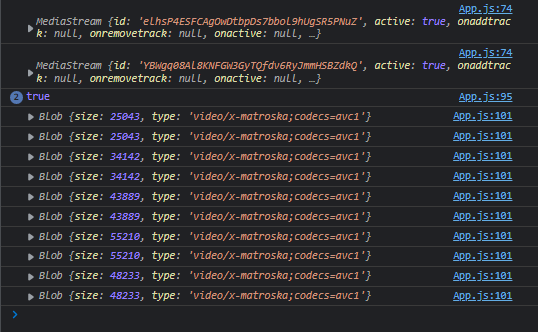 App.js:74
MediaStream {id: 'elhsP4ESFCAgOwDtbpDs7bbol9hUgSR5PNuZ', active: true, onaddtrac
k: null, onremovetrack: null, onactive: null, …}
App.js:74
MediaStream {id: 'YBWgq08Al8KNFGW3GyTQfdv6RyJmmHSBZdkQ', active: true, onaddtrac
k: null, onremovetrack: null, onactive: null, …}
2 true App.js:95
Blob {size: 25043, type: 'video/x-matroska;codecs=avc1'} App.js:101
Blob {size: 25043, type: 'video/x-matroska;codecs=avc1'} App.js:101
Blob {size: 34142, type: 'video/x-matroska;codecs=avc1'} App.js:101
Blob {size: 34142, type: 'video/x-matroska;codecs=avc1'} App.js:101
Blob {size: 43889, type: 'video/x-matroska;codecs=avc1'} App.js:101
Blob {size: 43889, type: 'video/x-matroska;codecs=avc1'} App.js:101
Blob {size: 55210, type: 'video/x-matroska;codecs=avc1'} App.js:101
Blob {size: 55210, type: 'video/x-matroska;codecs=avc1'} App.js:101
Blob {size: 48233, type: 'video/x-matroska;codecs=avc1'} App.js:101
Blob {size: 48233, type: 'video/x-matroska;codecs=avc1'} App.js:101